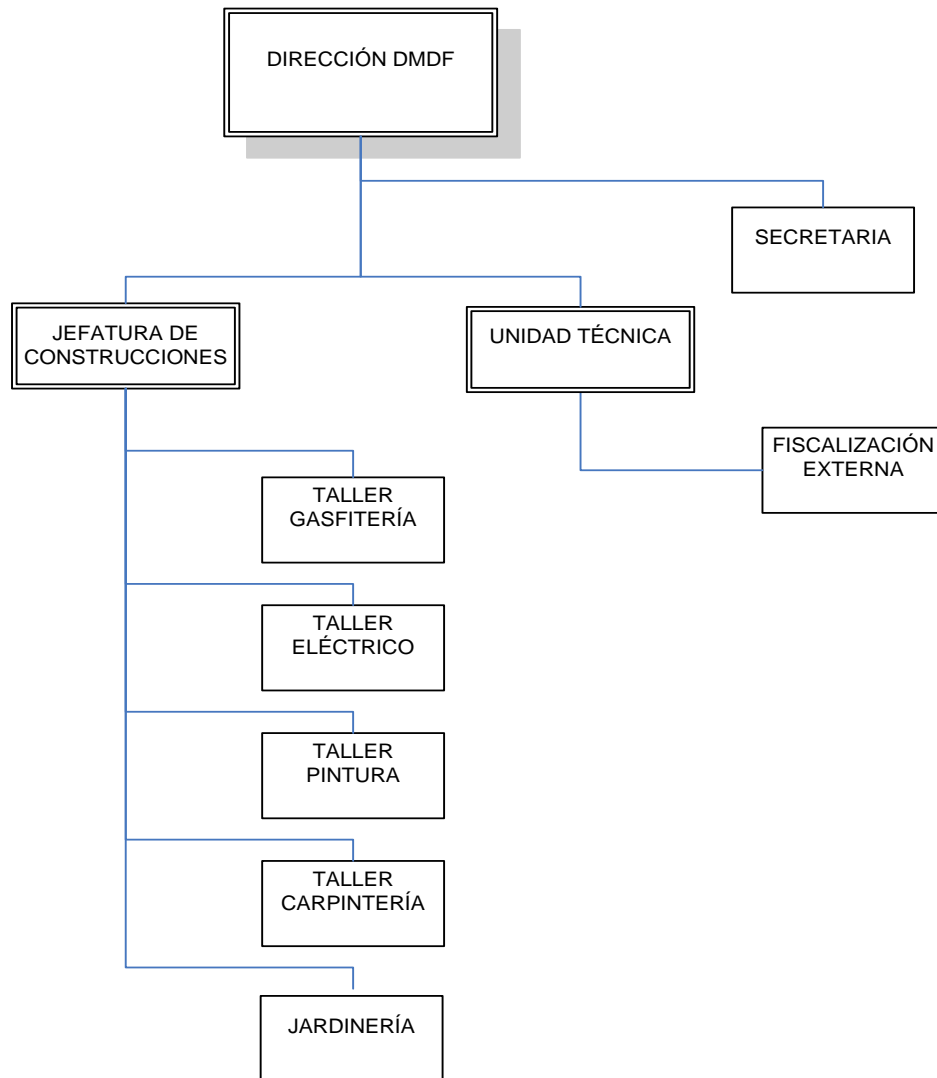 DIRECCIÓN DMDF
SECRETARIA
JEFATURA DE
CONSTRUCCIONES
UNIDAD TÉCNICA
FISCALIZACIÓN
EXTERNA
TALLER
GASFITERÍA
TALLER
ELÉCTRICO
TALLER
PINTURA
TALLER
CARPINTERÍA
JARDINERÍA